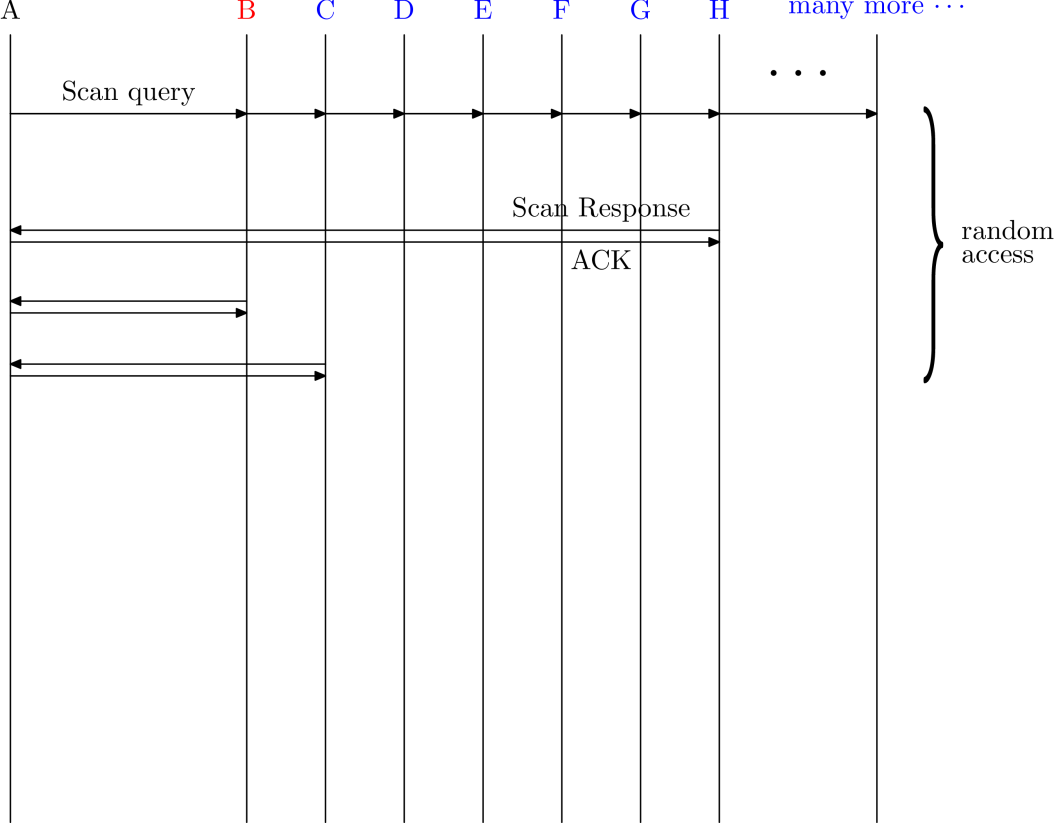 A B C D E F G H many more ···
Scan query
Scan Response
ACK
random
access